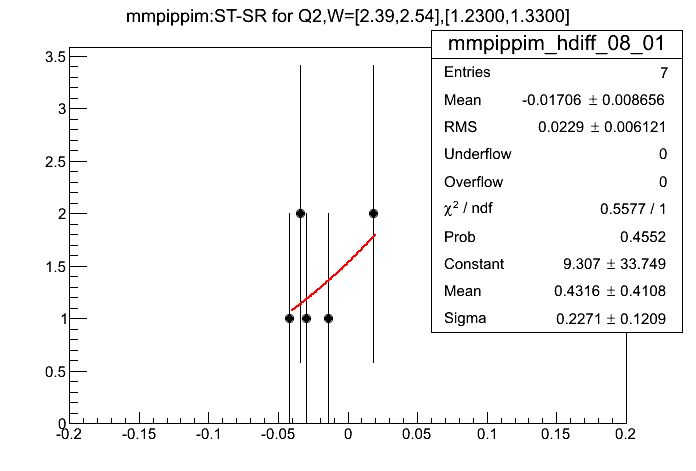 mmpippim:ST-SR for Q2,W=[2.39,2.54],[1.2300,1.3300]
mmpippim_hdiff_08_01
Entries 7
Mean -0.01706 ± 0.008656
RMS 0.0229 ± 0.006121
Underflow 0
Overflow 0
χ² / ndf 0.5577 / 1
Prob 0.4552
Constant 9.307 ± 33.749
Mean 0.4316 ± 0.4108
Sigma 0.2271 ± 0.1209
3.5
3
2.5
2
1.5
1
0.5
0
-0.2 -0.15 -0.1 -0.05 0 0.05 0.1 0.15 0.2